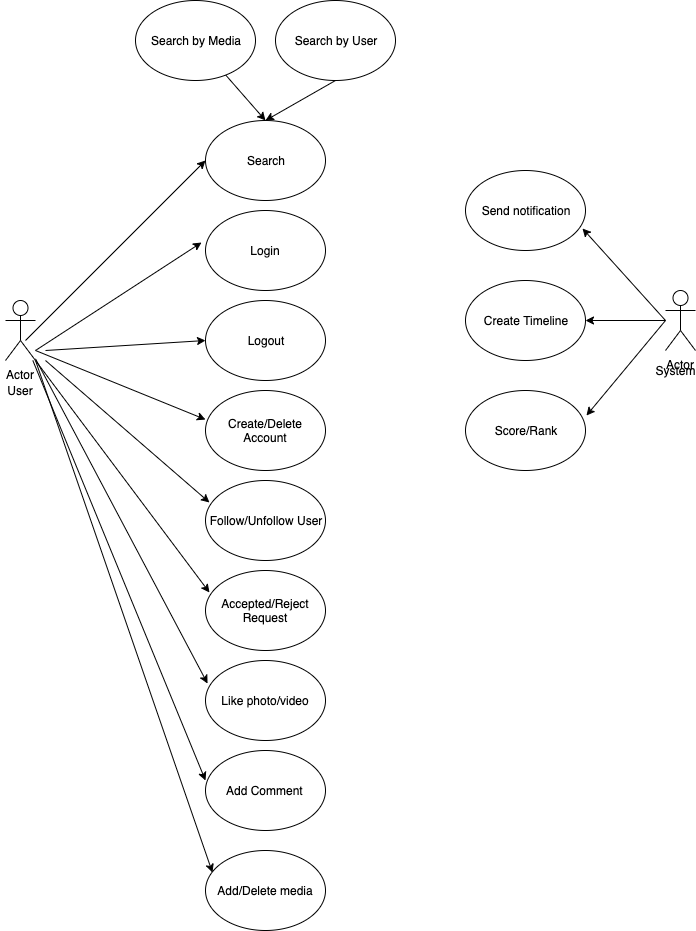 Search by Media
Search by User
Search
Send notification
Login
Create Timeline
Logout
Actor
User
Actor
System
Create/Delete
Account
Score/Rank
Follow/Unfollow User
Accepted/Reject
Request
Like photo/video
Add Comment
Add/Delete media